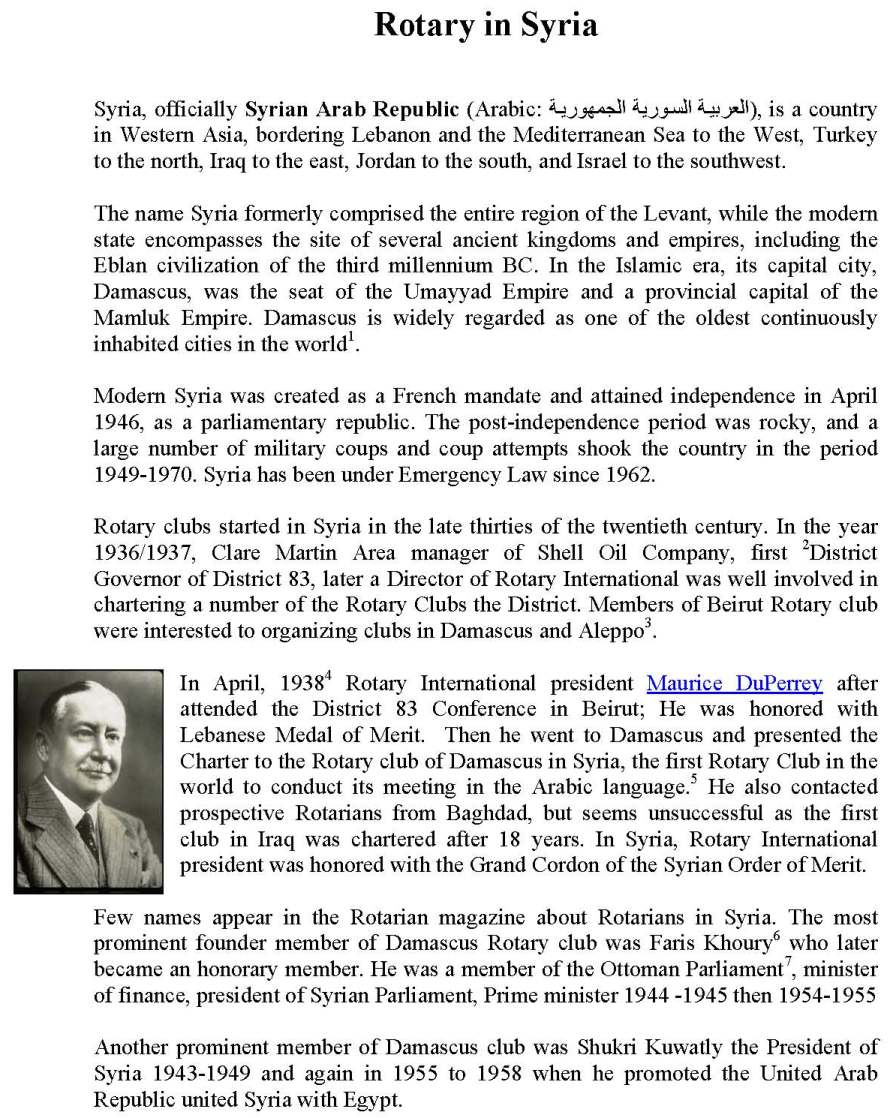 Rotary in Syria
Syria, officially Syrian Arab Republic (Arabic: العربية السورية الجمهورية), is a country
in Western Asia, bordering Lebanon and the Mediterranean Sea to the West, Turkey
to the north, Iraq to the east, Jordan to the south, and Israel to the southwest.
The name Syria formerly comprised the entire region of the Levant, while the modern
state encompasses the site of several ancient kingdoms and empires, including the
Eblan civilization of the third millennium BC. In the Islamic era, its capital city,
Damascus, was the seat of the Umayyad Empire and a provincial capital of the
Mamluk Empire. Damascus is widely regarded as one of the oldest continuously
inhabited cities in the world¹.
Modern Syria was created as a French mandate and attained independence in April
1946, as a parliamentary republic. The post-independence period was rocky, and a
large number of military coups and coup attempts shook the country in the period
1949-1970. Syria has been under Emergency Law since 1962.
Rotary clubs started in Syria in the late thirties of the twentieth century. In the year
1936/1937, Clare Martin Area manager of Shell Oil Company, first ²District
Governor of District 83, later a Director of Rotary International was well involved in
chartering a number of the Rotary Clubs the District. Members of Beirut Rotary club
were interested to organizing clubs in Damascus and Aleppo³.
In April, 1938⁴ Rotary International president Maurice DuPerrey after
attended the District 83 Conference in Beirut; He was honored with
Lebanese Medal of Merit. Then he went to Damascus and presented the
Charter to the Rotary club of Damascus in Syria, the first Rotary Club in the
world to conduct its meeting in the Arabic language.⁵ He also contacted
prospective Rotarians from Baghdad, but seems unsuccessful as the first
club in Iraq was chartered after 18 years. In Syria, Rotary International
president was honored with the Grand Cordon of the Syrian Order of Merit.
Few names appear in the Rotarian magazine about Rotarians in Syria. The most
prominent founder member of Damascus Rotary club was Faris Khoury⁶ who later
became an honorary member. He was a member of the Ottoman Parliament⁷, minister
of finance, president of Syrian Parliament, Prime minister 1944 -1945 then 1954-1955
Another prominent member of Damascus club was Shukri Kuwatly the President of
Syria 1943-1949 and again in 1955 to 1958 when he promoted the United Arab
Republic united Syria with Egypt.